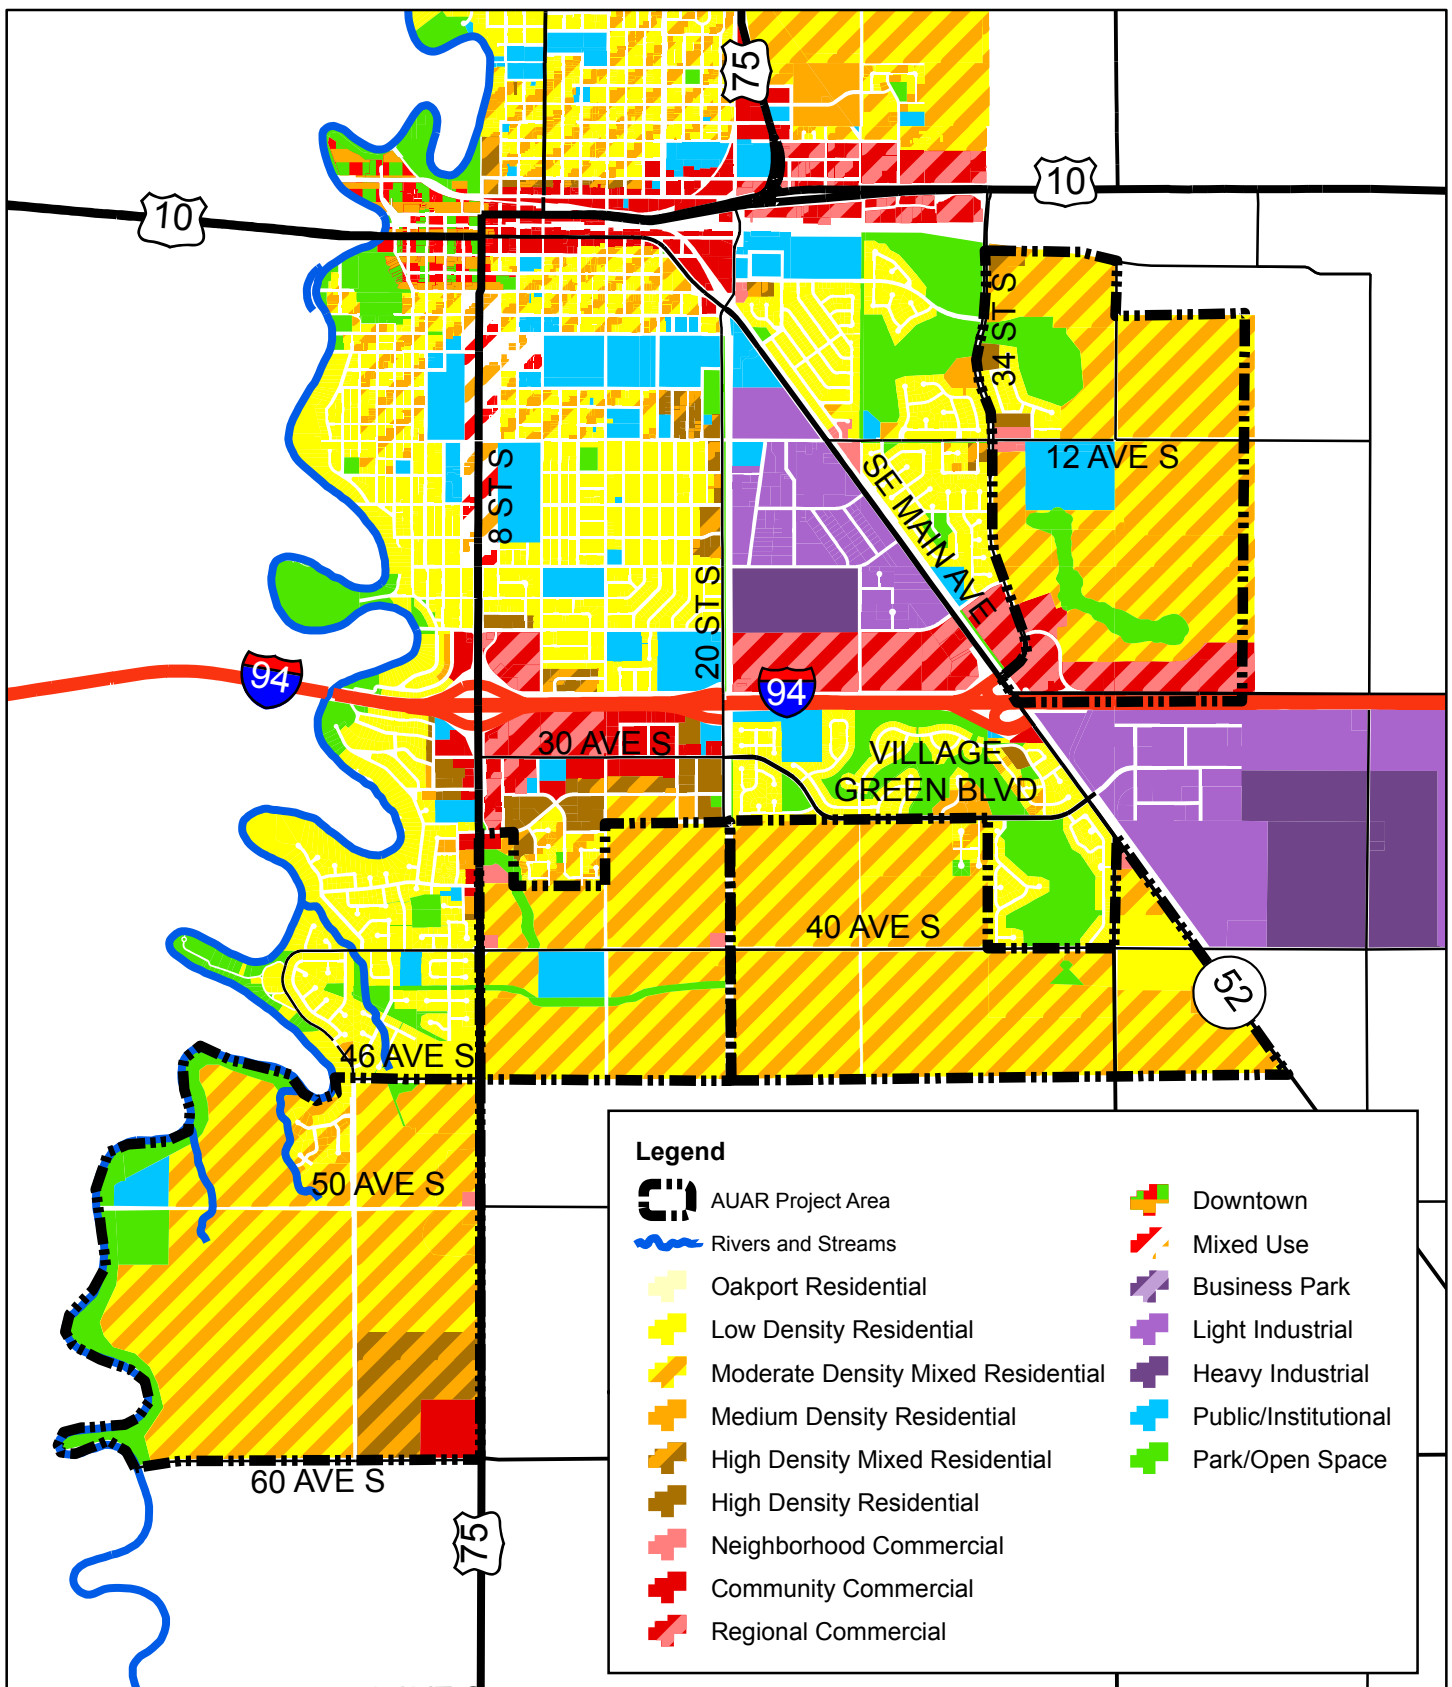 75
10
10
34 ST S
12 AVE S
8 ST S
SE MAIN AVE
20 ST S
94
94
30 AVE S
VILLAGE
GREEN BLVD
40 AVE S
52
46 AVE S
50 AVE S
60 AVE S
75
Legend
AUAR Project Area
Rivers and Streams
Oakport Residential
Low Density Residential
Moderate Density Mixed Residential
Medium Density Residential
High Density Mixed Residential
High Density Residential
Neighborhood Commercial
Community Commercial
Regional Commercial
Downtown
Mixed Use
Business Park
Light Industrial
Heavy Industrial
Public/Institutional
Park/Open Space